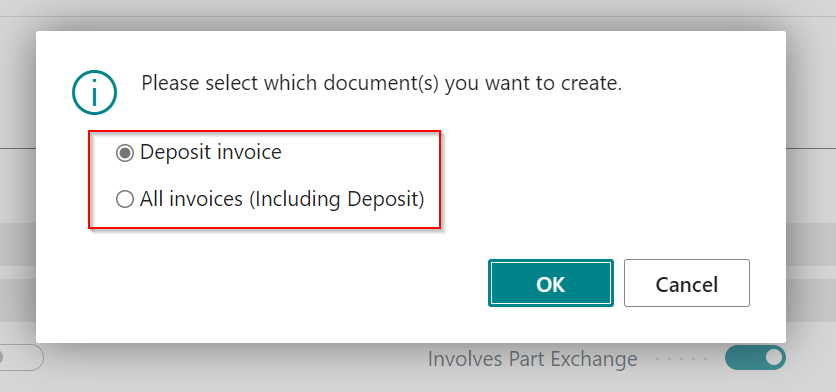 Please select which document(s) you want to create.
Deposit invoice
All invoices (Including Deposit)
OK
Cancel
Involves Part Exchange